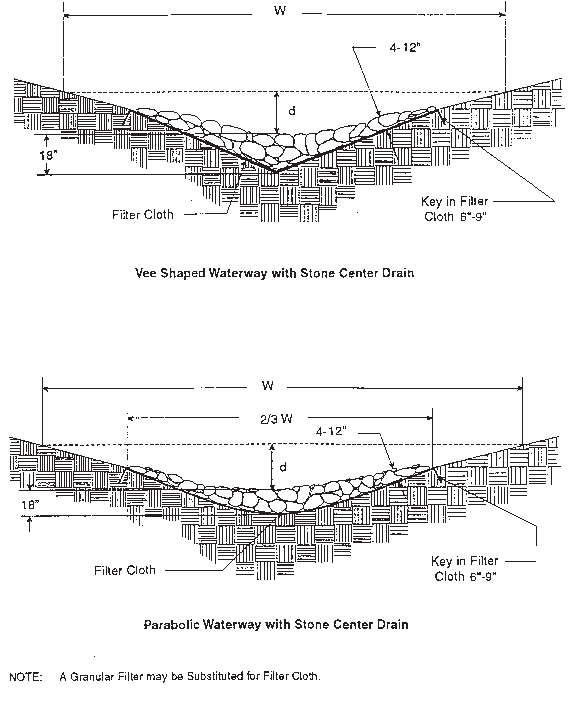 W
4-12"
d
18"
Filter Cloth
Key in Filter
Cloth 6"-9"
Vee Shaped Waterway with Stone Center Drain
W
2/3 W
4-12"
d
18"
Filter Cloth
Key in Filter
Cloth 6"-9"
Parabolic Waterway with Stone Center Drain
NOTE: A Granular Filter may be Substituted for Filter Cloth.